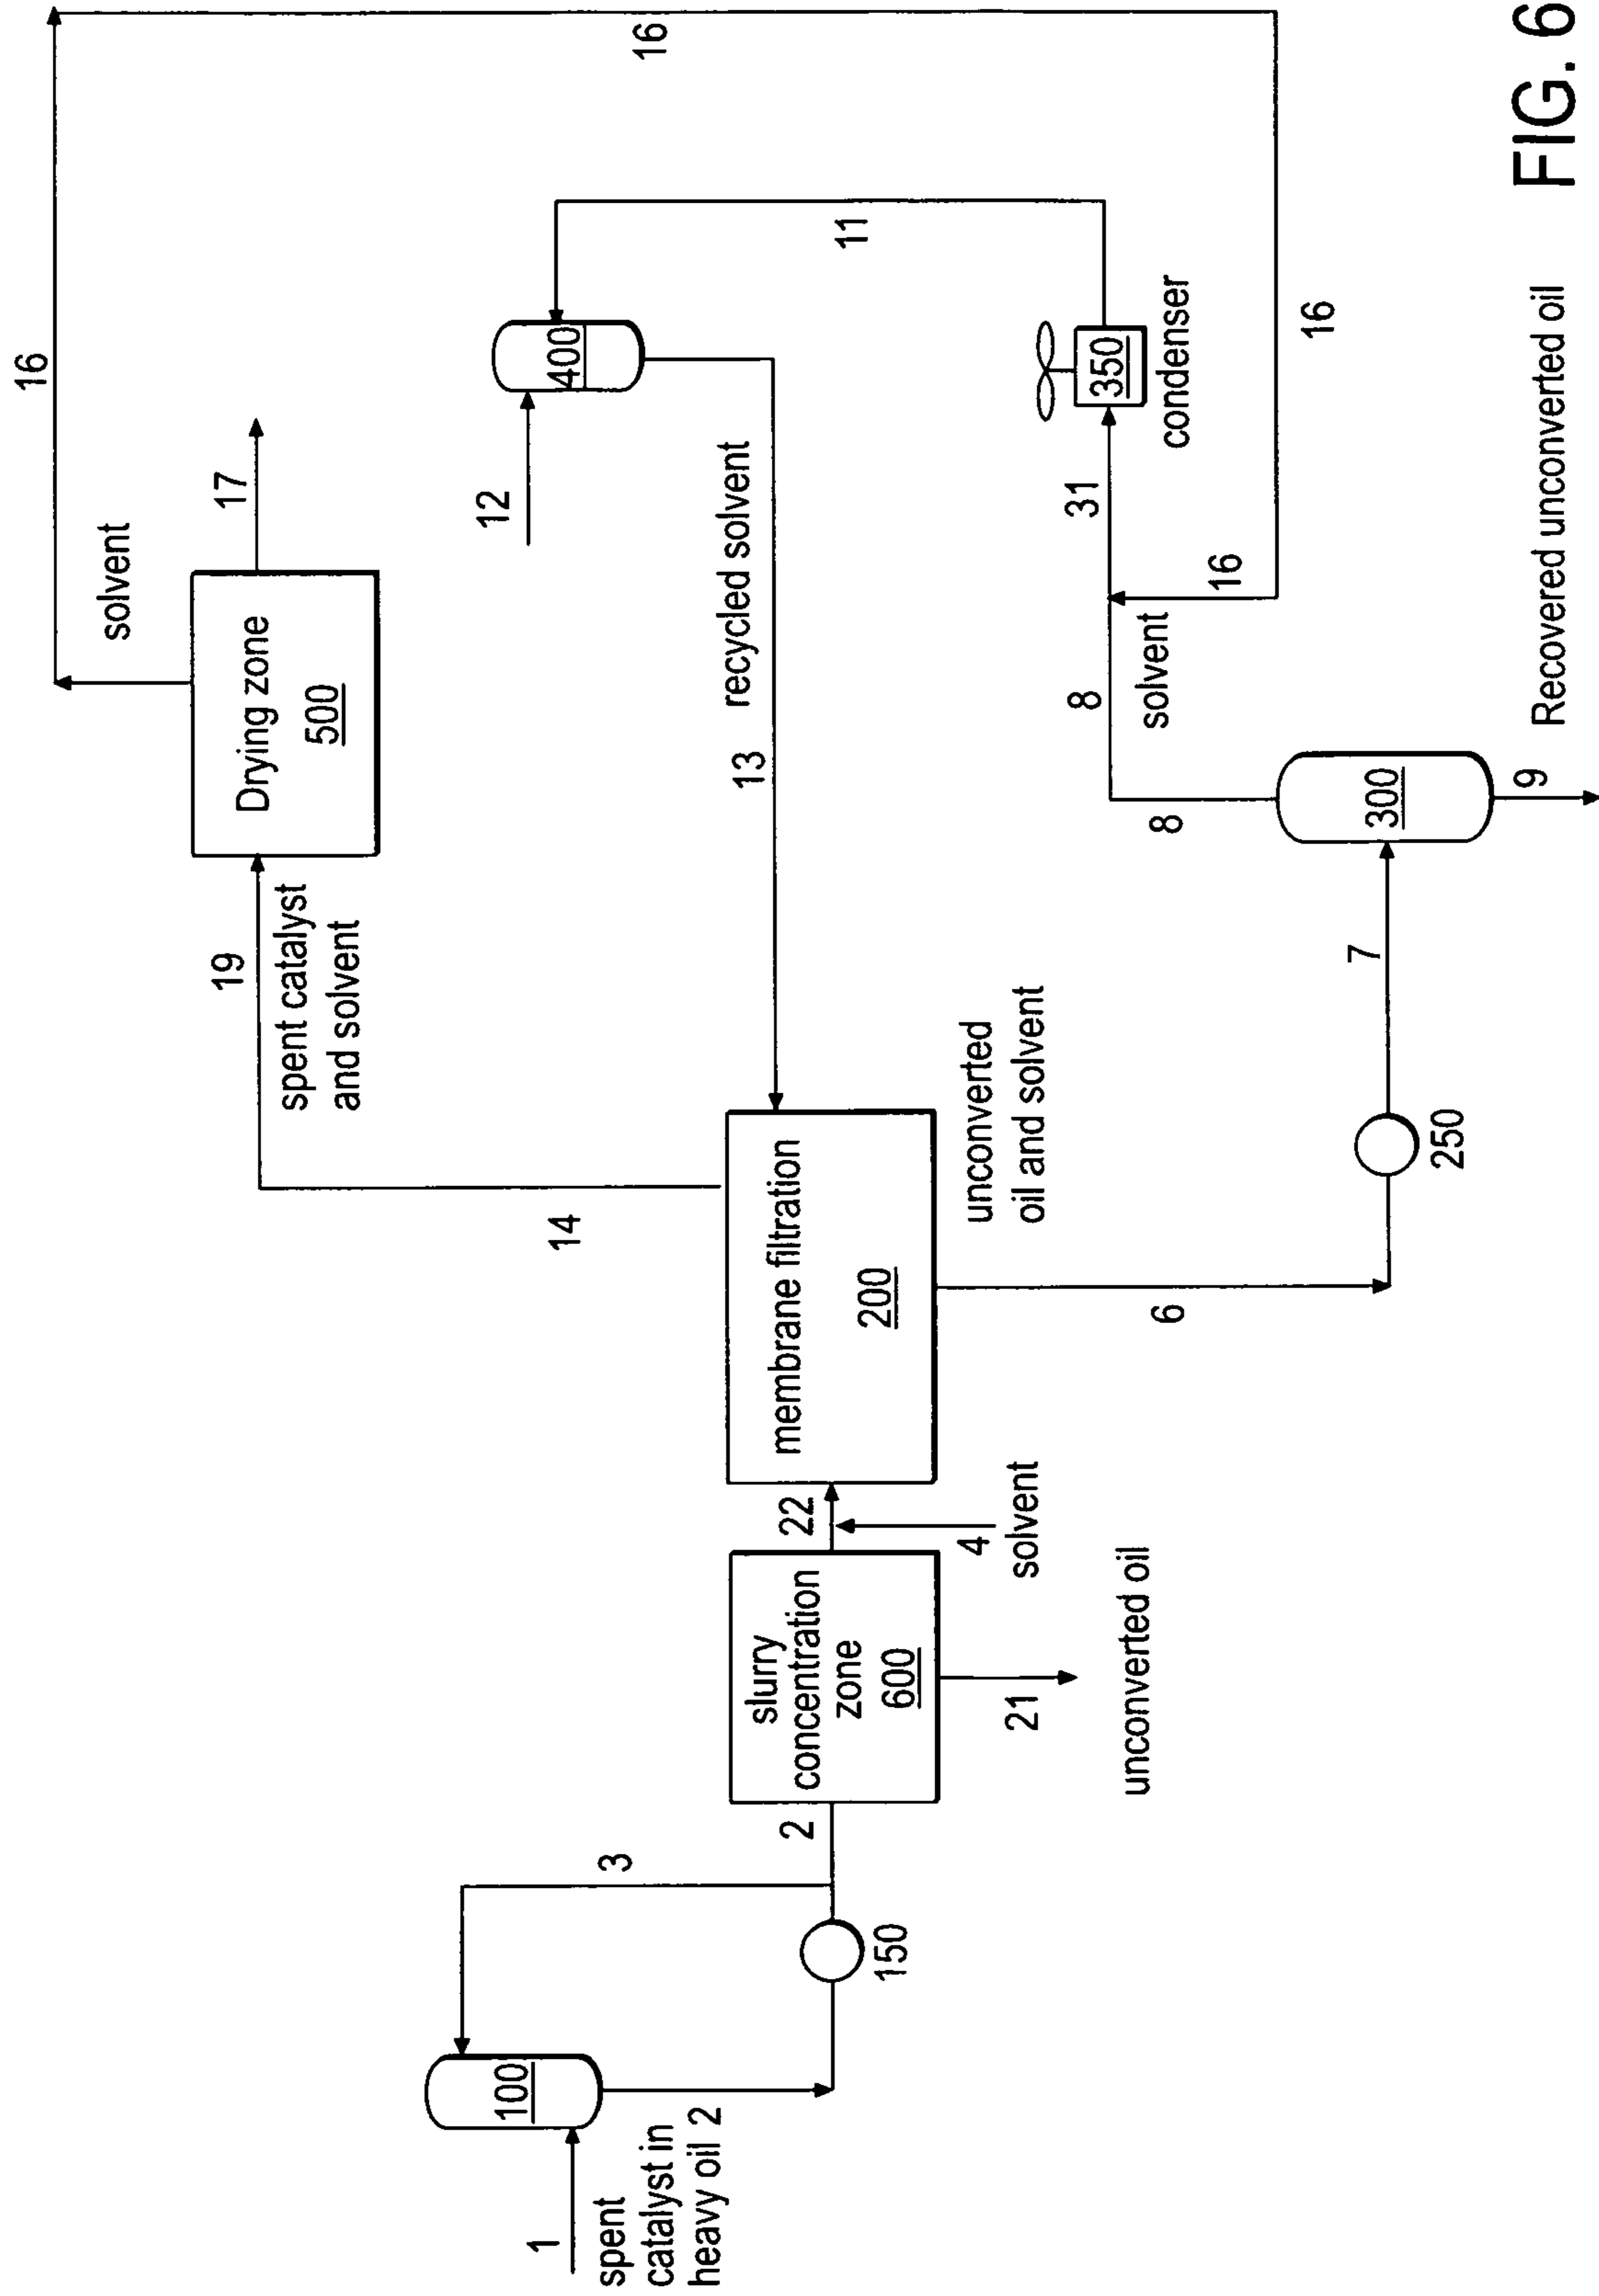 16
solvent
16
Drying zone
500
17
19
spent catalyst
and solvent
400
12
11
14
recycled solvent
13
membrane filtration
200
22
4
solvent
slurry
concentration
zone
600
2
3
21
unconverted oil
100
1
spent
catalyst in
heavy oil 2
150
unconverted
oil and solvent
6
250
7
300
8
8
solvent
31
350
condenser
16
16
9
Recovered unconverted oil
FIG. 6